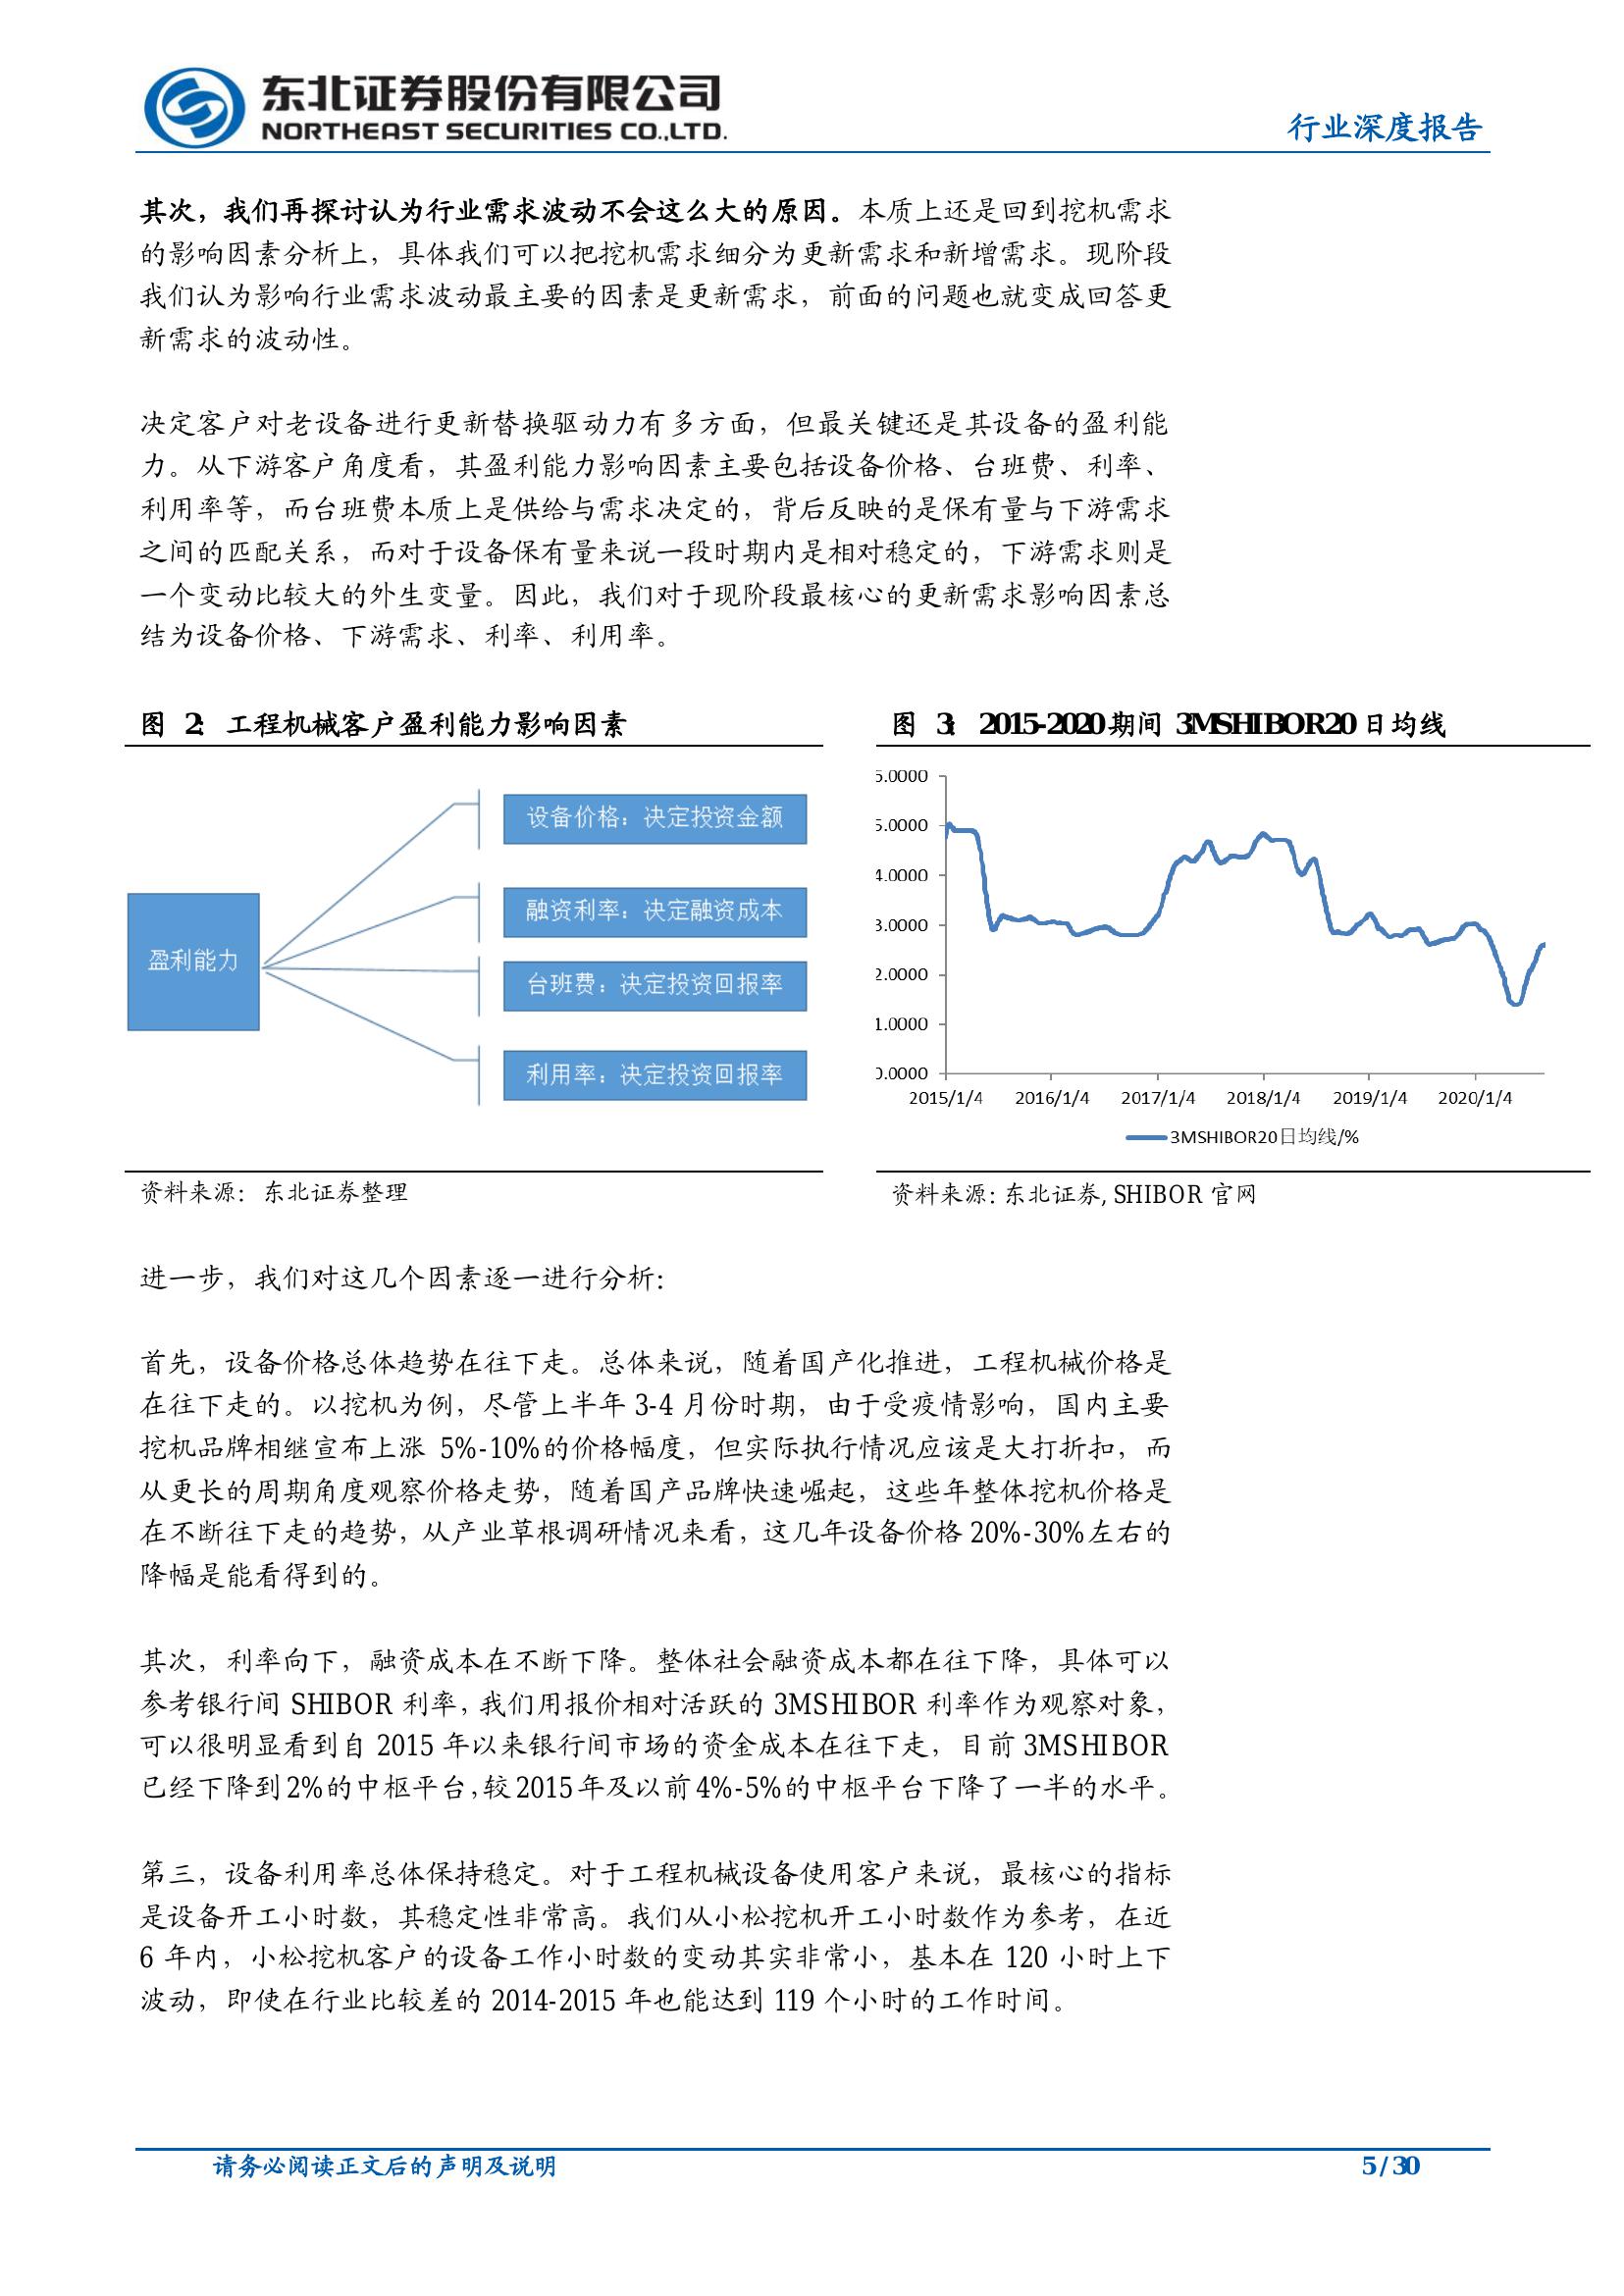 东北证券股份有限公司
NORTHEAST SECURITIES CO.,LTD.
行业深度报告
其次，我们再探讨认为行业需求波动不会这么大的原因。本质上还是回到挖机需求
的影响因素分析上，具体我们可以把挖机需求细分为更新需求和新增需求。现阶段
我们认为影响行业需求波动最主要的因素是更新需求，前面的问题也就变成回答更
新需求的波动性。
决定客户对老设备进行更新替换驱动力有多方面，但最关键还是其设备的盈利能
力。从下游客户角度看，其盈利能力影响因素主要包括设备价格、台班费、利率、
利用率等，而台班费本质上是供给与需求决定的，背后反映的是保有量与下游需求
之间的匹配关系，而对于设备保有量来说一段时期内是相对稳定的，下游需求则是
一个变动比较大的外生变量。因此，我们对于现阶段最核心的更新需求影响因素总
结为设备价格、下游需求、利率、利用率。
图 2：工程机械客户盈利能力影响因素
盈利能力
设备价格：决定投资金额
融资利率：决定融资成本
台班费：决定投资回报率
利用率：决定投资回报率
资料来源：东北证券整理
图 3：2015-2020期间 3MSHIBOR20 日均线
6.0000
5.0000
4.0000
3.0000
2.0000
1.0000
0.0000
2015/1/4 2016/1/4 2017/1/4 2018/1/4 2019/1/4 2020/1/4
3MSHIBOR20日均线/%
资料来源：东北证券, SHIBOR 官网
进一步，我们对这几个因素逐一进行分析：
首先，设备价格总体趋势在往下走。总体来说，随着国产化推进，工程机械价格是
在往下走的。以挖机为例，尽管上半年 3-4 月份时期，由于受疫情影响，国内主要
挖机品牌相继宣布上涨 5%-10%的价格幅度，但实际执行情况应该是大打折扣，而
从更长的周期角度观察价格走势，随着国产品牌快速崛起，这些年整体挖机价格是
在不断往下走的趋势，从产业草根调研情况来看，这几年设备价格 20%-30%左右的
降幅是能看得到的。
其次，利率向下，融资成本在不断下降。整体社会融资成本都在往下降，具体可以
参考银行间 SHIBOR 利率，我们用报价相对活跃的 3MSHIBOR 利率作为观察对象，
可以很明显看到自 2015 年以来银行间市场的资金成本在往下走，目前 3MSHIBOR
已经下降到 2%的中枢平台，较 2015 年及以前 4%-5%的中枢平台下降了一半的水平。
第三，设备利用率总体保持稳定。对于工程机械设备使用客户来说，最核心的指标
是设备开工小时数，其稳定性非常高。我们从小松挖机开工小时数作为参考，在近
6 年内，小松挖机客户的设备工作小时数的变动其实非常小，基本在 120 小时上下
波动，即使在行业比较差的 2014-2015 年也能达到 119 个小时的工作时间。
请务必阅读正文后的声明及说明
5 / 30